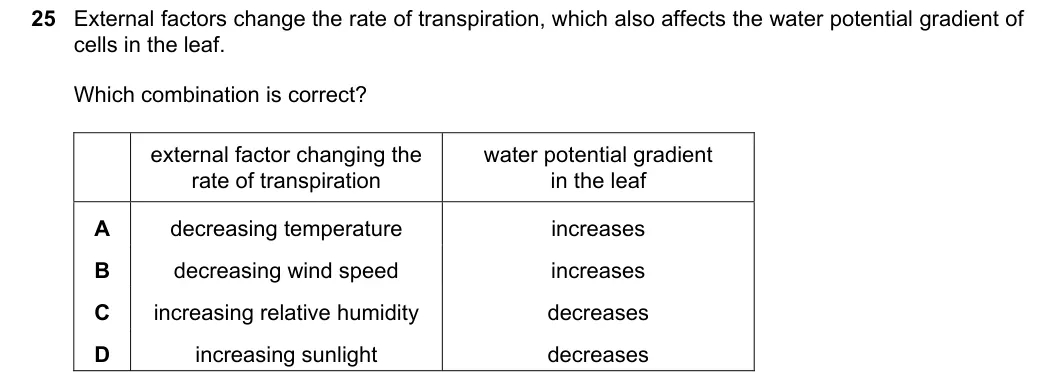 25 External factors change the rate of transpiration, which also affects the water potential gradient of
cells in the leaf.
Which combination is correct?
external factor changing the
rate of transpiration
water potential gradient
in the leaf
A decreasing temperature increases
B decreasing wind speed increases
C increasing relative humidity decreases
D increasing sunlight decreases